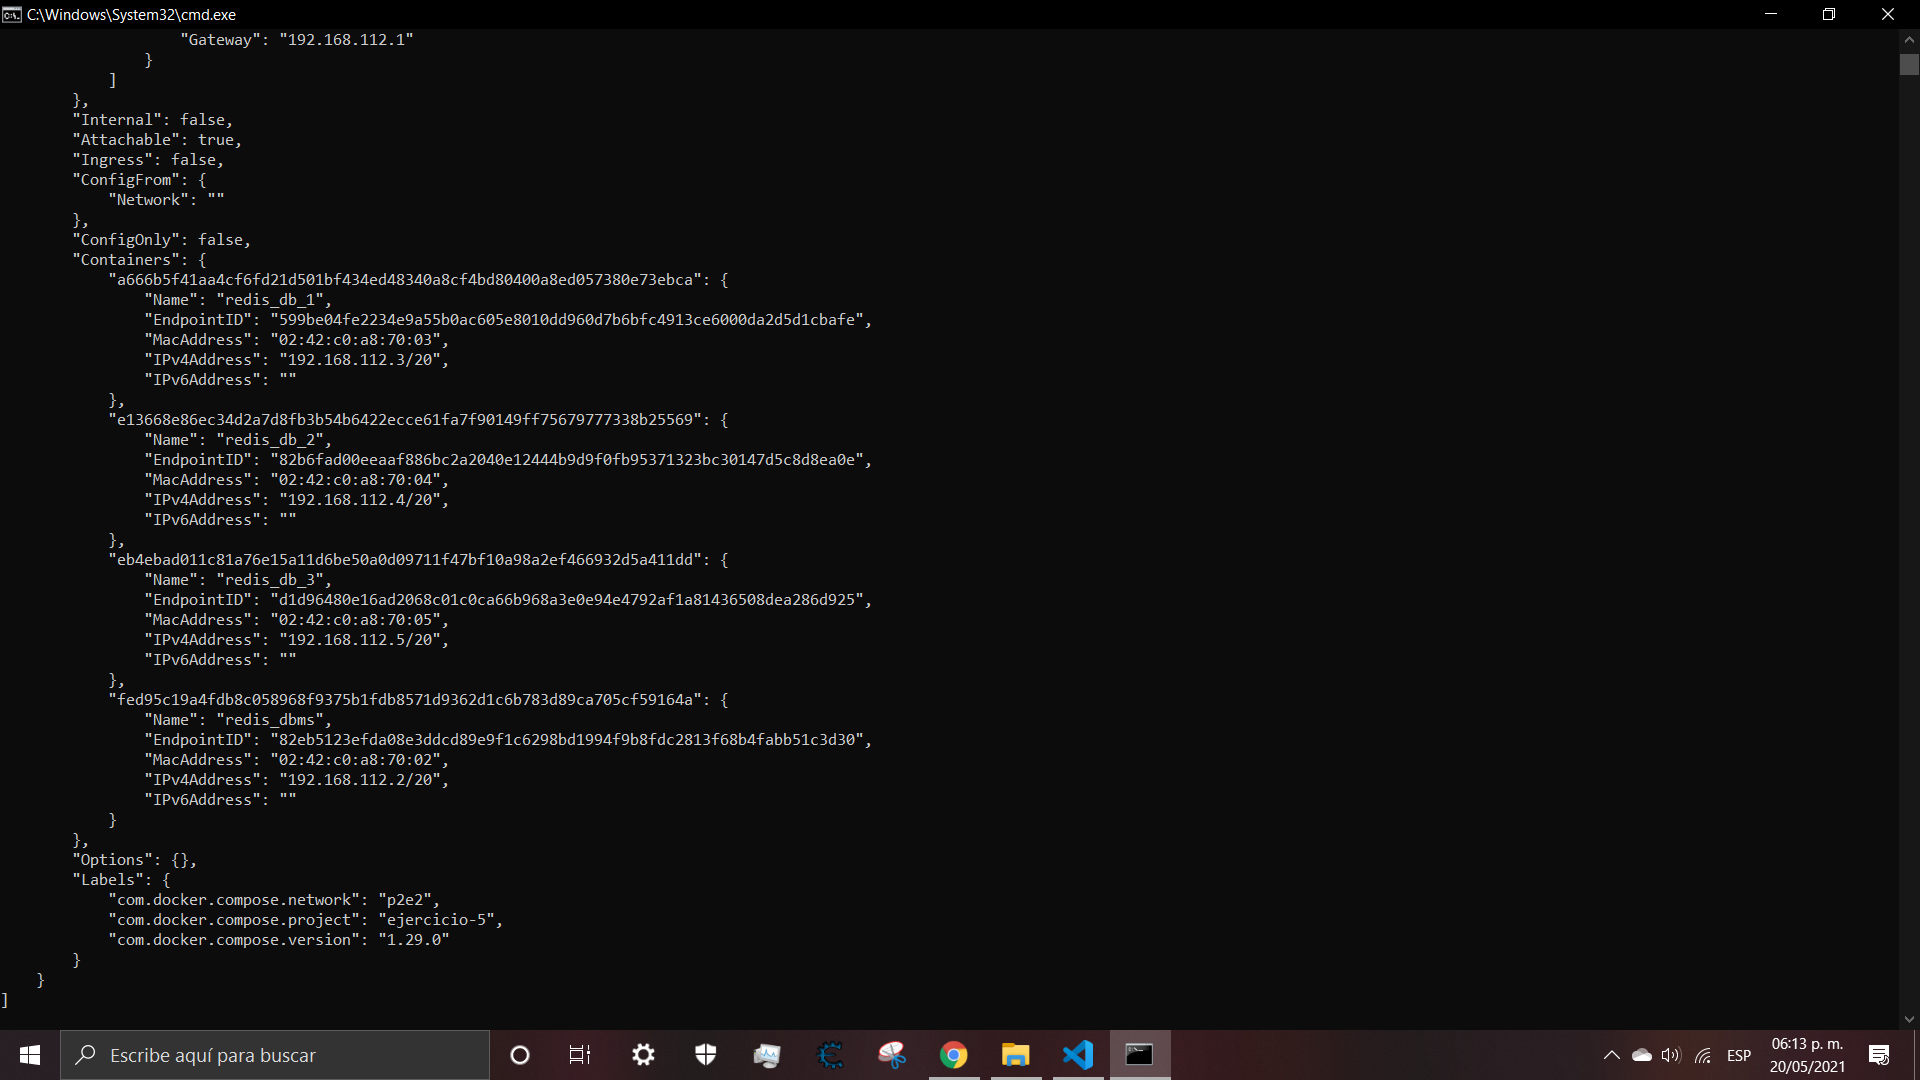 C:\Windows\System32\cmd.exe
"Gateway": "192.168.112.1"
}
]
},
"Internal": false,
"Attachable": true,
"Ingress": false,
"ConfigFrom": {
"Network": ""
},
"ConfigOnly": false,
"Containers": {
"a666b5f41aa4cf6fd21d501bf434ed48340a8cf4bd80400a8ed057380e73ebca": {
"Name": "redis_db_1",
"EndpointID": "599be04fe2234e9a55b0ac605e8010dd960d7b6bfc4913ce6000da2d5d1cbafe",
"MacAddress": "02:42:c0:a8:70:03",
"IPv4Address": "192.168.112.3/20",
"IPv6Address": ""
},
"e13668e86ec34d2a7d8fb3b54b6422ecce61fa7f90149ff75679777338b25569": {
"Name": "redis_db_2",
"EndpointID": "82b6fad00eeaaf886bc2a2040e12444b9d9f0fb95371323bc30147d5c8d8ea0e",
"MacAddress": "02:42:c0:a8:70:04",
"IPv4Address": "192.168.112.4/20",
"IPv6Address": ""
},
"eb4ebad011c81a76e15a11d6be50a0d09711f47bf10a98a2ef466932d5a411dd": {
"Name": "redis_db_3",
"EndpointID": "d1d96480e16ad2068c01c0ca66b968a3e0e94e4792af1a81436508dea286d925",
"MacAddress": "02:42:c0:a8:70:05",
"IPv4Address": "192.168.112.5/20",
"IPv6Address": ""
},
"fed95c19a4fdb8c058968f9375b1fdb8571d9362d1c6b783d89ca705cf59164a": {
"Name": "redis_dbms",
"EndpointID": "82eb5123efda08e3ddcd89e9f1c6298bd1994f9b8fdc2813f68b4fabb51c3d30",
"MacAddress": "02:42:c0:a8:70:02",
"IPv4Address": "192.168.112.2/20",
"IPv6Address": ""
}
},
"Options": {},
"Labels": {
"com.docker.compose.network": "p2e2",
"com.docker.compose.project": "ejercicio-5",
"com.docker.compose.version": "1.29.0"
}
}
]
Escribe aquí para buscar
ESP
06:13 p. m.
20/05/2021